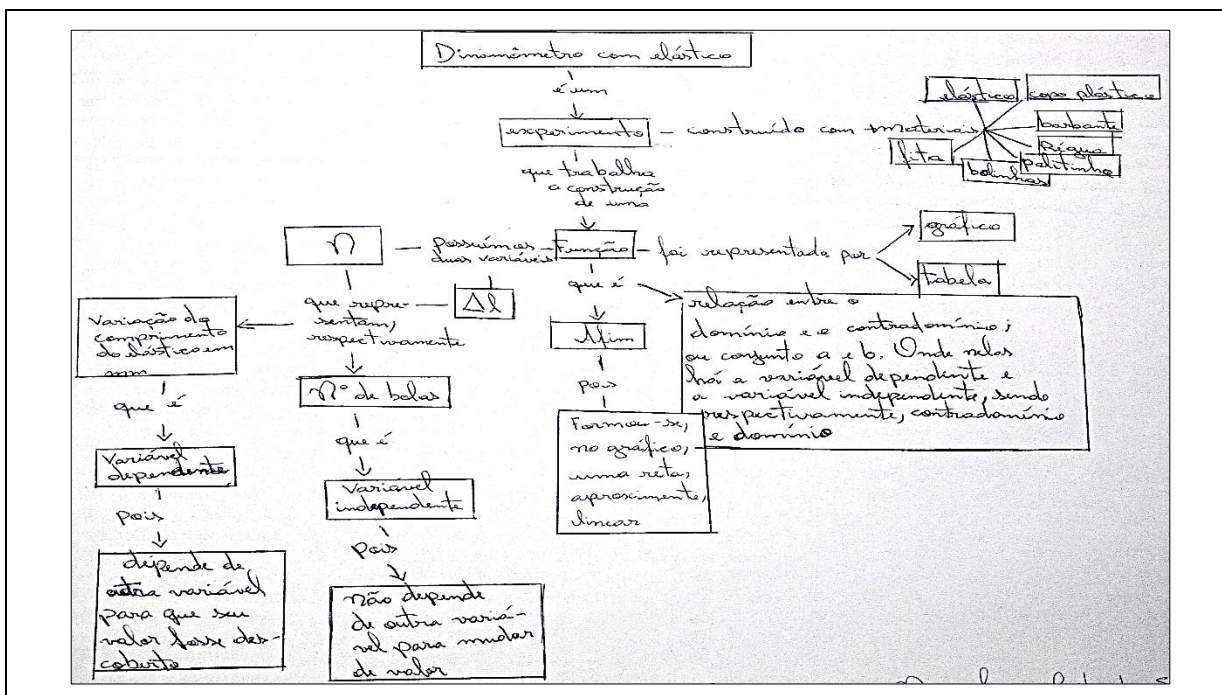 Dinamômetro com elástico
é um
experimento
construído com materiais
elástico
copo plástico
barbante
Régua
palitinho
bolinhas
fita
que trabalha
a construção
de uma
Função
possuímos
duas variáveis
n
Δl
foi representada por
gráfico
tabela
que é
relação entre o
domínio e o contradomínio;
ou conjunto a e b. Onde nelas
há a variável dependente e
a variável independente, sendo
respectivamente, contradomínio
e domínio
Afim
pois
Formou-se,
no gráfico,
uma reta,
aproximente,
linear
que repre-
sentam,
respectivamente
Variação do
comprimento
do elástico em
mm
que é
Variável
dependente
pois
depende de
outra variável
para que seu
valor fosse des-
coberto
Nº de bolas
que é
Variável
independente
pois
não depende
de outra variá-
vel para mudar
de valor